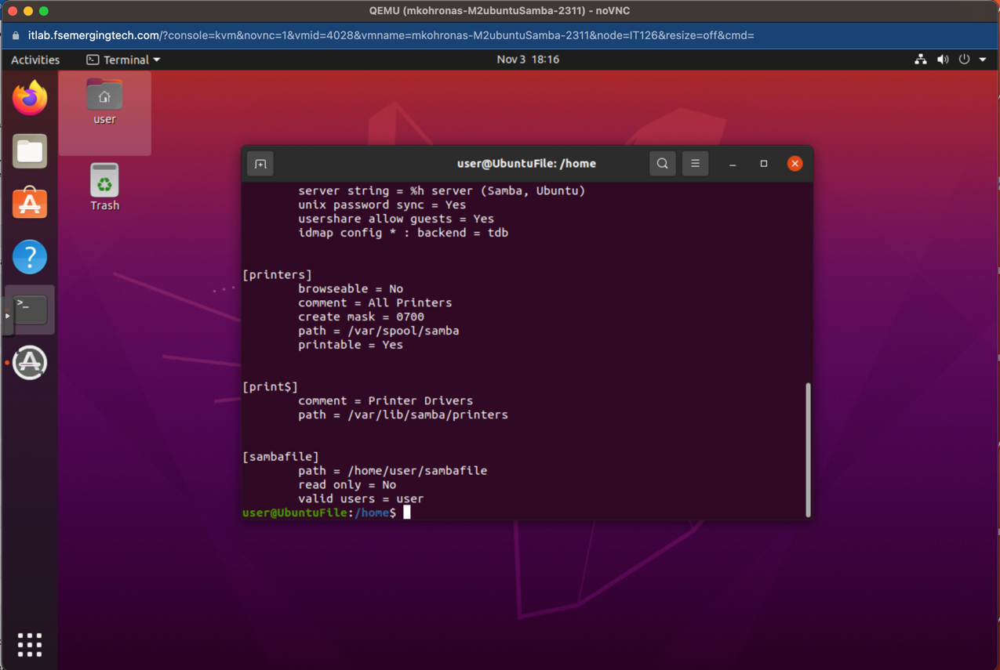 QEMU (mkohronas-M2ubuntuSamba-2311) - noVNC
itlab.fsemergingtech.com/?console=kvm&novnc=1&vmid=4028&vmname=mkohronas-M2ubuntuSamba-2311&node=IT126&resize=off&cmd=
Activities
Terminal
Nov 3 18:16
user
Trash
user@UbuntuFile: /home
server string = %h server (Samba, Ubuntu)
unix password sync = Yes
usershare allow guests = Yes
idmap config * : backend = tdb
[printers]
browseable = No
comment = All Printers
create mask = 0700
path = /var/spool/samba
printable = Yes
[print$]
comment = Printer Drivers
path = /var/lib/samba/printers
[sambafile]
path = /home/user/sambafile
read only = No
valid users = user
user@UbuntuFile:/home$